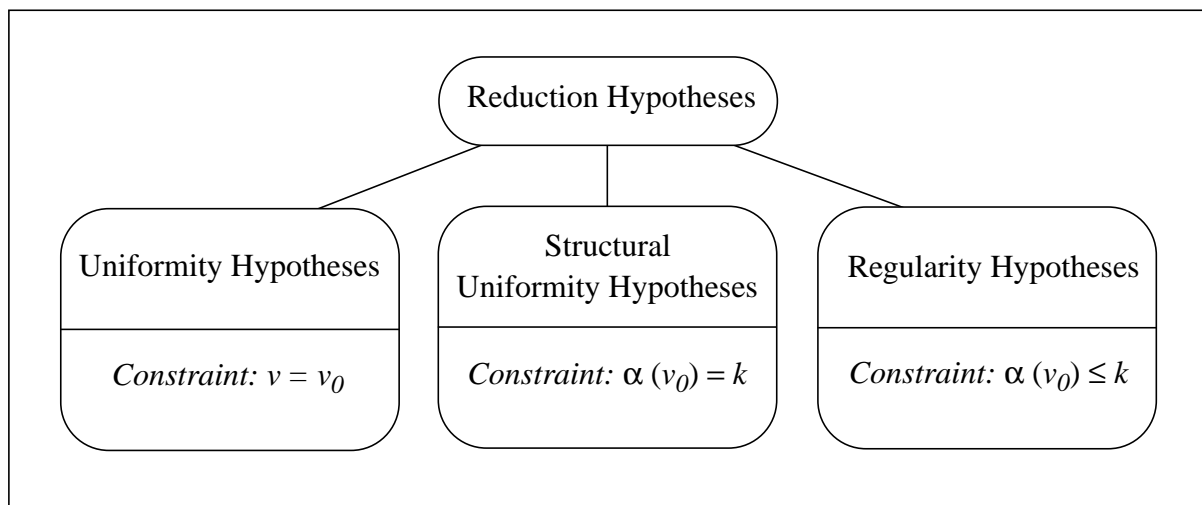 Reduction Hypotheses
Uniformity Hypotheses
Constraint: v = v₀
Structural
Uniformity Hypotheses
Constraint: α (v₀) = k
Regularity Hypotheses
Constraint: α (v₀) ≤ k